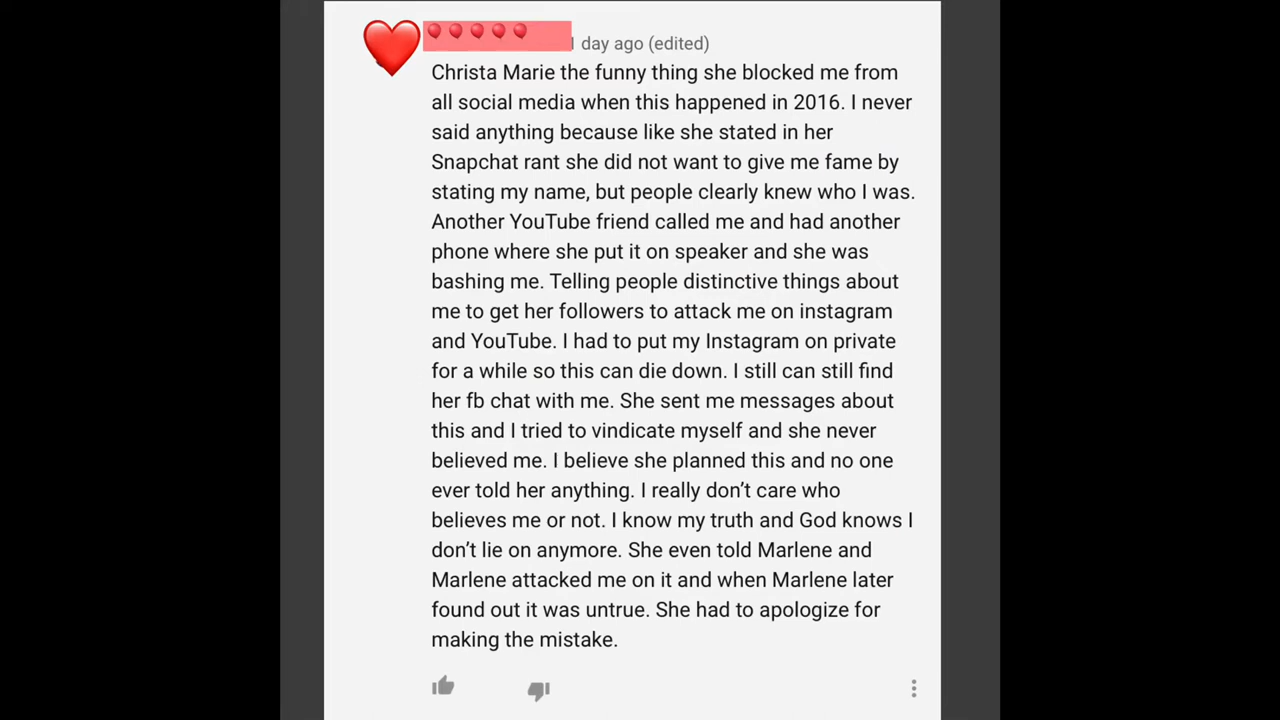 1 day ago (edited)
Christa Marie the funny thing she blocked me from
all social media when this happened in 2016. I never
said anything because like she stated in her
Snapchat rant she did not want to give me fame by
stating my name, but people clearly knew who I was.
Another YouTube friend called me and had another
phone where she put it on speaker and she was
bashing me. Telling people distinctive things about
me to get her followers to attack me on instagram
and YouTube. I had to put my Instagram on private
for a while so this can die down. I still can still find
her fb chat with me. She sent me messages about
this and I tried to vindicate myself and she never
believed me. I believe she planned this and no one
ever told her anything. I really don’t care who
believes me or not. I know my truth and God knows I
don’t lie on anymore. She even told Marlene and
Marlene attacked me on it and when Marlene later
found out it was untrue. She had to apologize for
making the mistake.